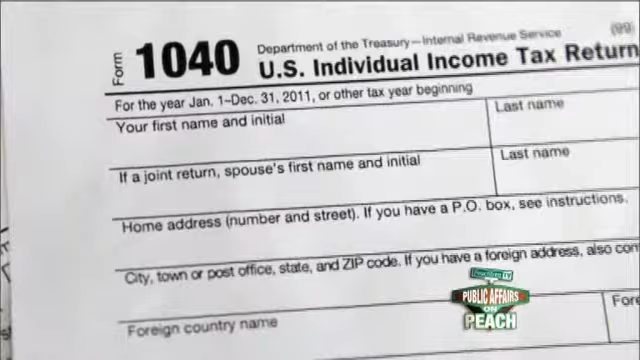 Form 1040
Department of the Treasury—Internal Revenue Service
(99)
U.S. Individual Income Tax Return
For the year Jan. 1–Dec. 31, 2011, or other tax year beginning
Your first name and initial
Last name
If a joint return, spouse's first name and initial
Last name
Home address (number and street). If you have a P.O. box, see instructions.
City, town or post office, state, and ZIP code. If you have a foreign address, also com
Foreign country name
Fore
Peachtree TV
PUBLIC AFFAIRS
ON
PEACH